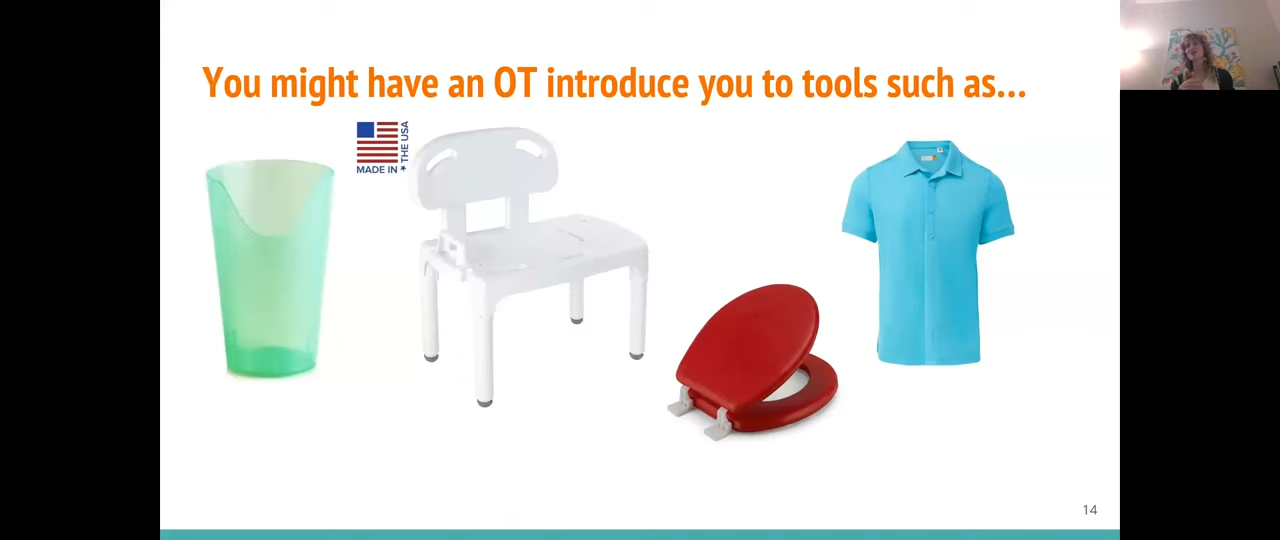 You might have an OT introduce you to tools such as...
MADE IN ★ THE USA
14